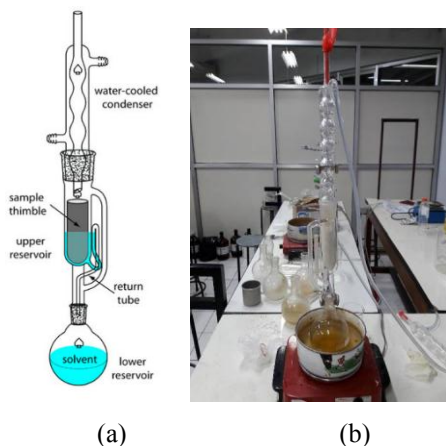 water-cooled
condenser
sample
thimble
upper
reservoir
return
tube
solvent
lower
reservoir
(a)
(b)